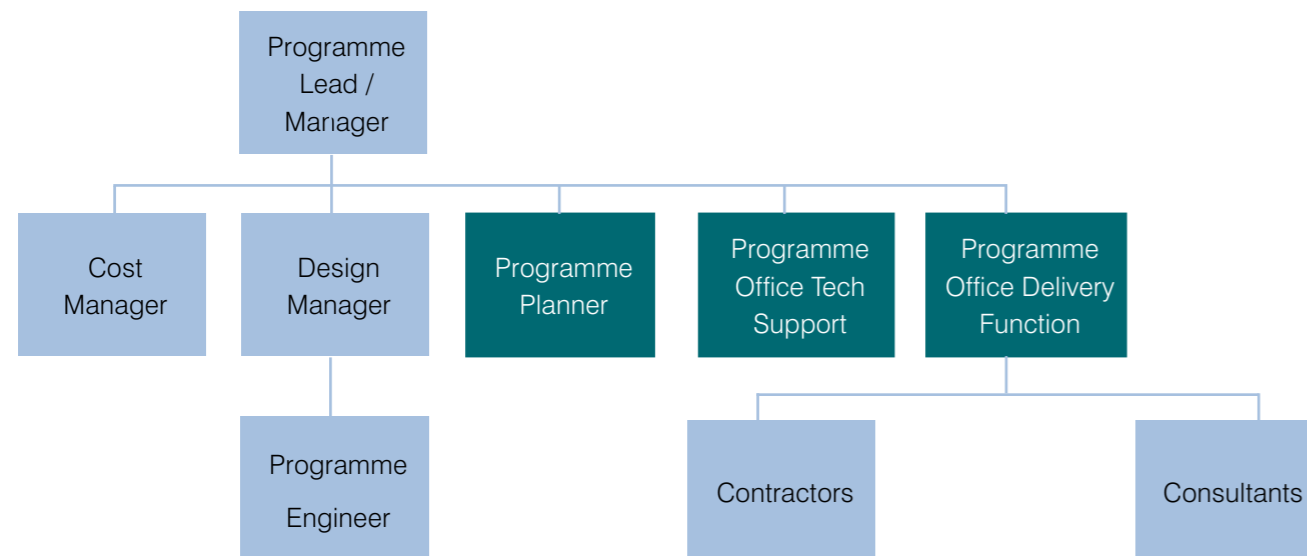 Programme
Lead /
Manager
Cost
Manager
Design
Manager
Programme
Planner
Programme
Office Tech
Support
Programme
Office Delivery
Function
Programme
Engineer
Contractors
Consultants